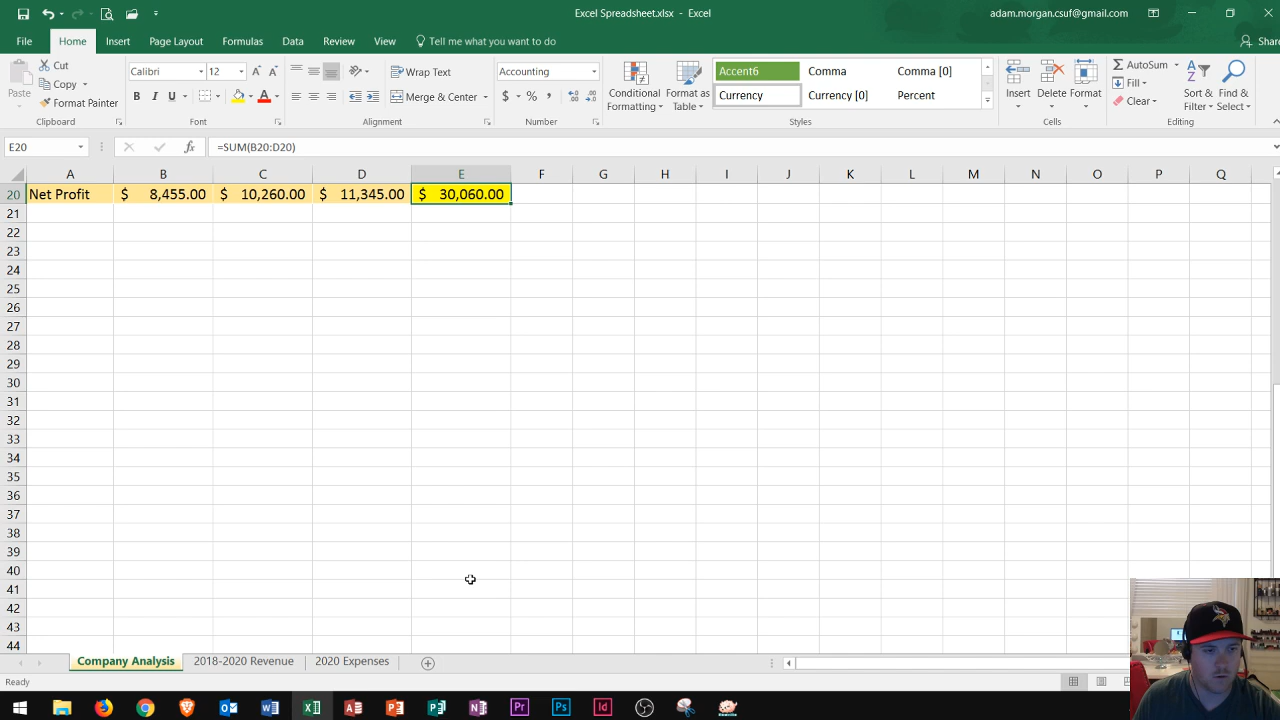 Excel Spreadsheet.xlsx - Excel
adam.morgan.csuf@gmail.com
File Home Insert Page Layout Formulas Data Review View Tell me what you want to do Share
Paste
Cut
Copy
Format Painter
Clipboard
Calibri 12
B I U
Font
Wrap Text
Merge & Center
Alignment
Accounting
$ % ,
Number
Conditional Formatting
Format as Table
Accent6 Comma Comma [0]
Currency Currency [0] Percent
Styles
Insert Delete Format
Cells
AutoSum
Fill
Clear
Sort & Filter
Find & Select
Editing
E20 fx =SUM(B20:D20)
A B C D E F G H I J K L M N O P Q
20 Net Profit $ 8,455.00 $ 10,260.00 $ 11,345.00 $ 30,060.00
21
22
23
24
25
26
27
28
29
30
31
32
33
34
35
36
37
38
39
40
41
42
43
44
Company Analysis 2018-2020 Revenue 2020 Expenses
Ready